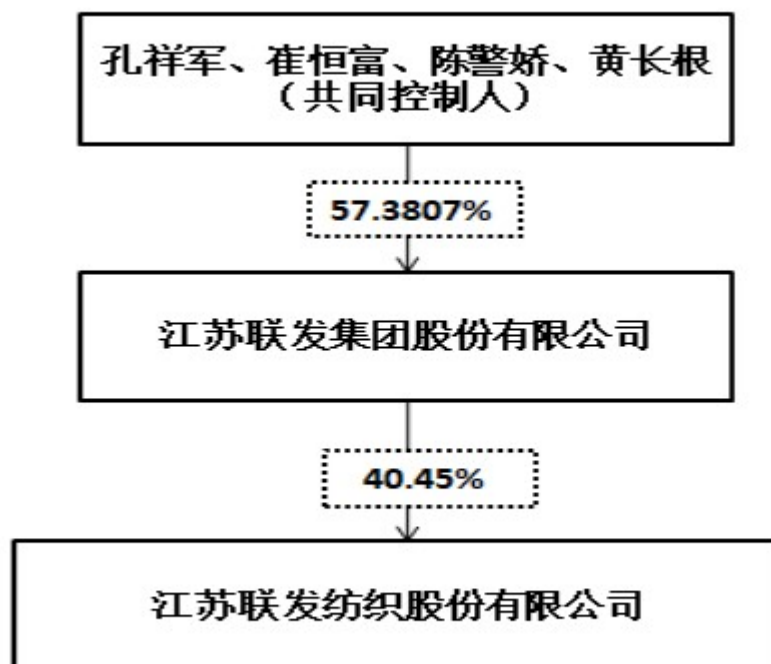 孔祥军、崔恒富、陈警娇、黄长根
（共同控制人）
57.3807%
江苏联发集团股份有限公司
40.45%
江苏联发纺织股份有限公司